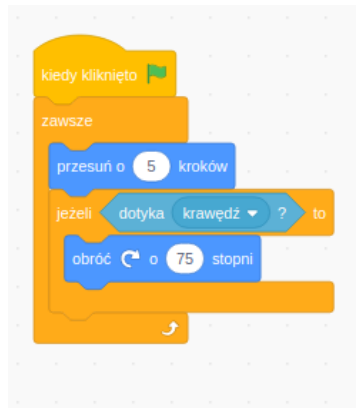 kiedy kliknięto
zawsze
przesuń o 5 kroków
jeżeli dotyka krawędź ? to
obróć o 75 stopni